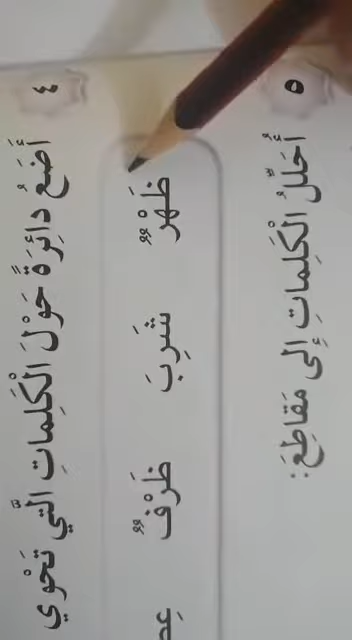 ٤ أَضَعُ دائِرَةً حَوْلَ الْكَلِماتِ الَّتي تَحْوي
ظَهْرٌ شَرِبَ ظَرْفٌ
٥ أُحَلِّلُ الْكَلِماتِ إِلى مَقاطِعَ: